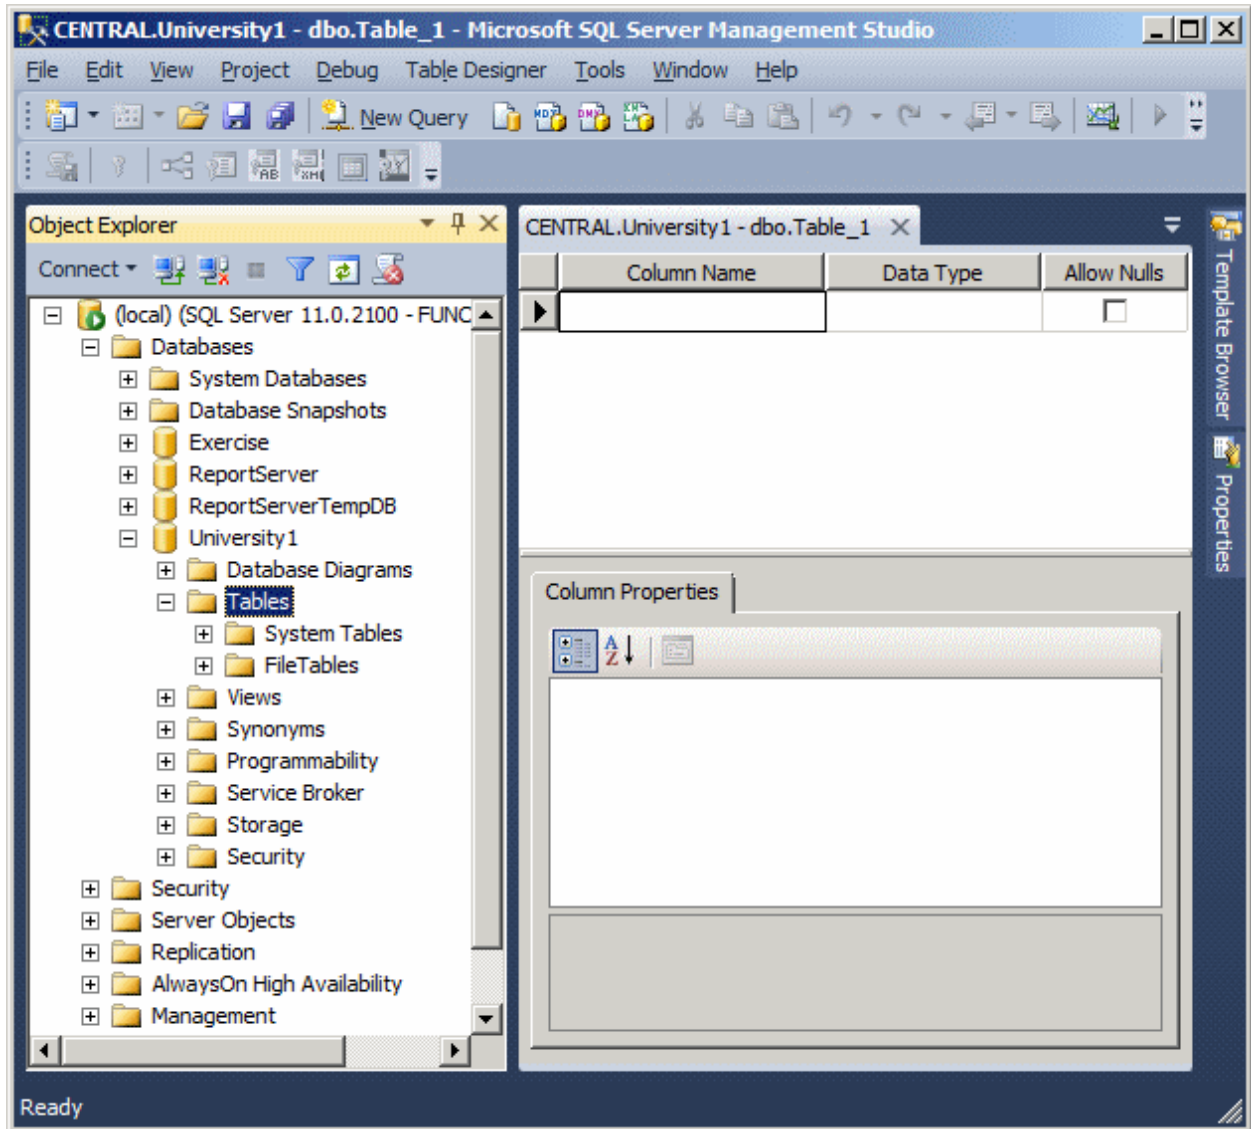 CENTRAL.University1 - dbo.Table_1 - Microsoft SQL Server Management Studio
File Edit View Project Debug Table Designer Tools Window Help
New Query
Object Explorer
Connect
(local) (SQL Server 11.0.2100 - FUNC
Databases
System Databases
Database Snapshots
Exercise
ReportServer
ReportServerTempDB
University1
Database Diagrams
Tables
System Tables
FileTables
Views
Synonyms
Programmability
Service Broker
Storage
Security
Security
Server Objects
Replication
AlwaysOn High Availability
Management
CENTRAL.University1 - dbo.Table_1
Column Name Data Type Allow Nulls
Column Properties
Template Browser
Properties
Ready